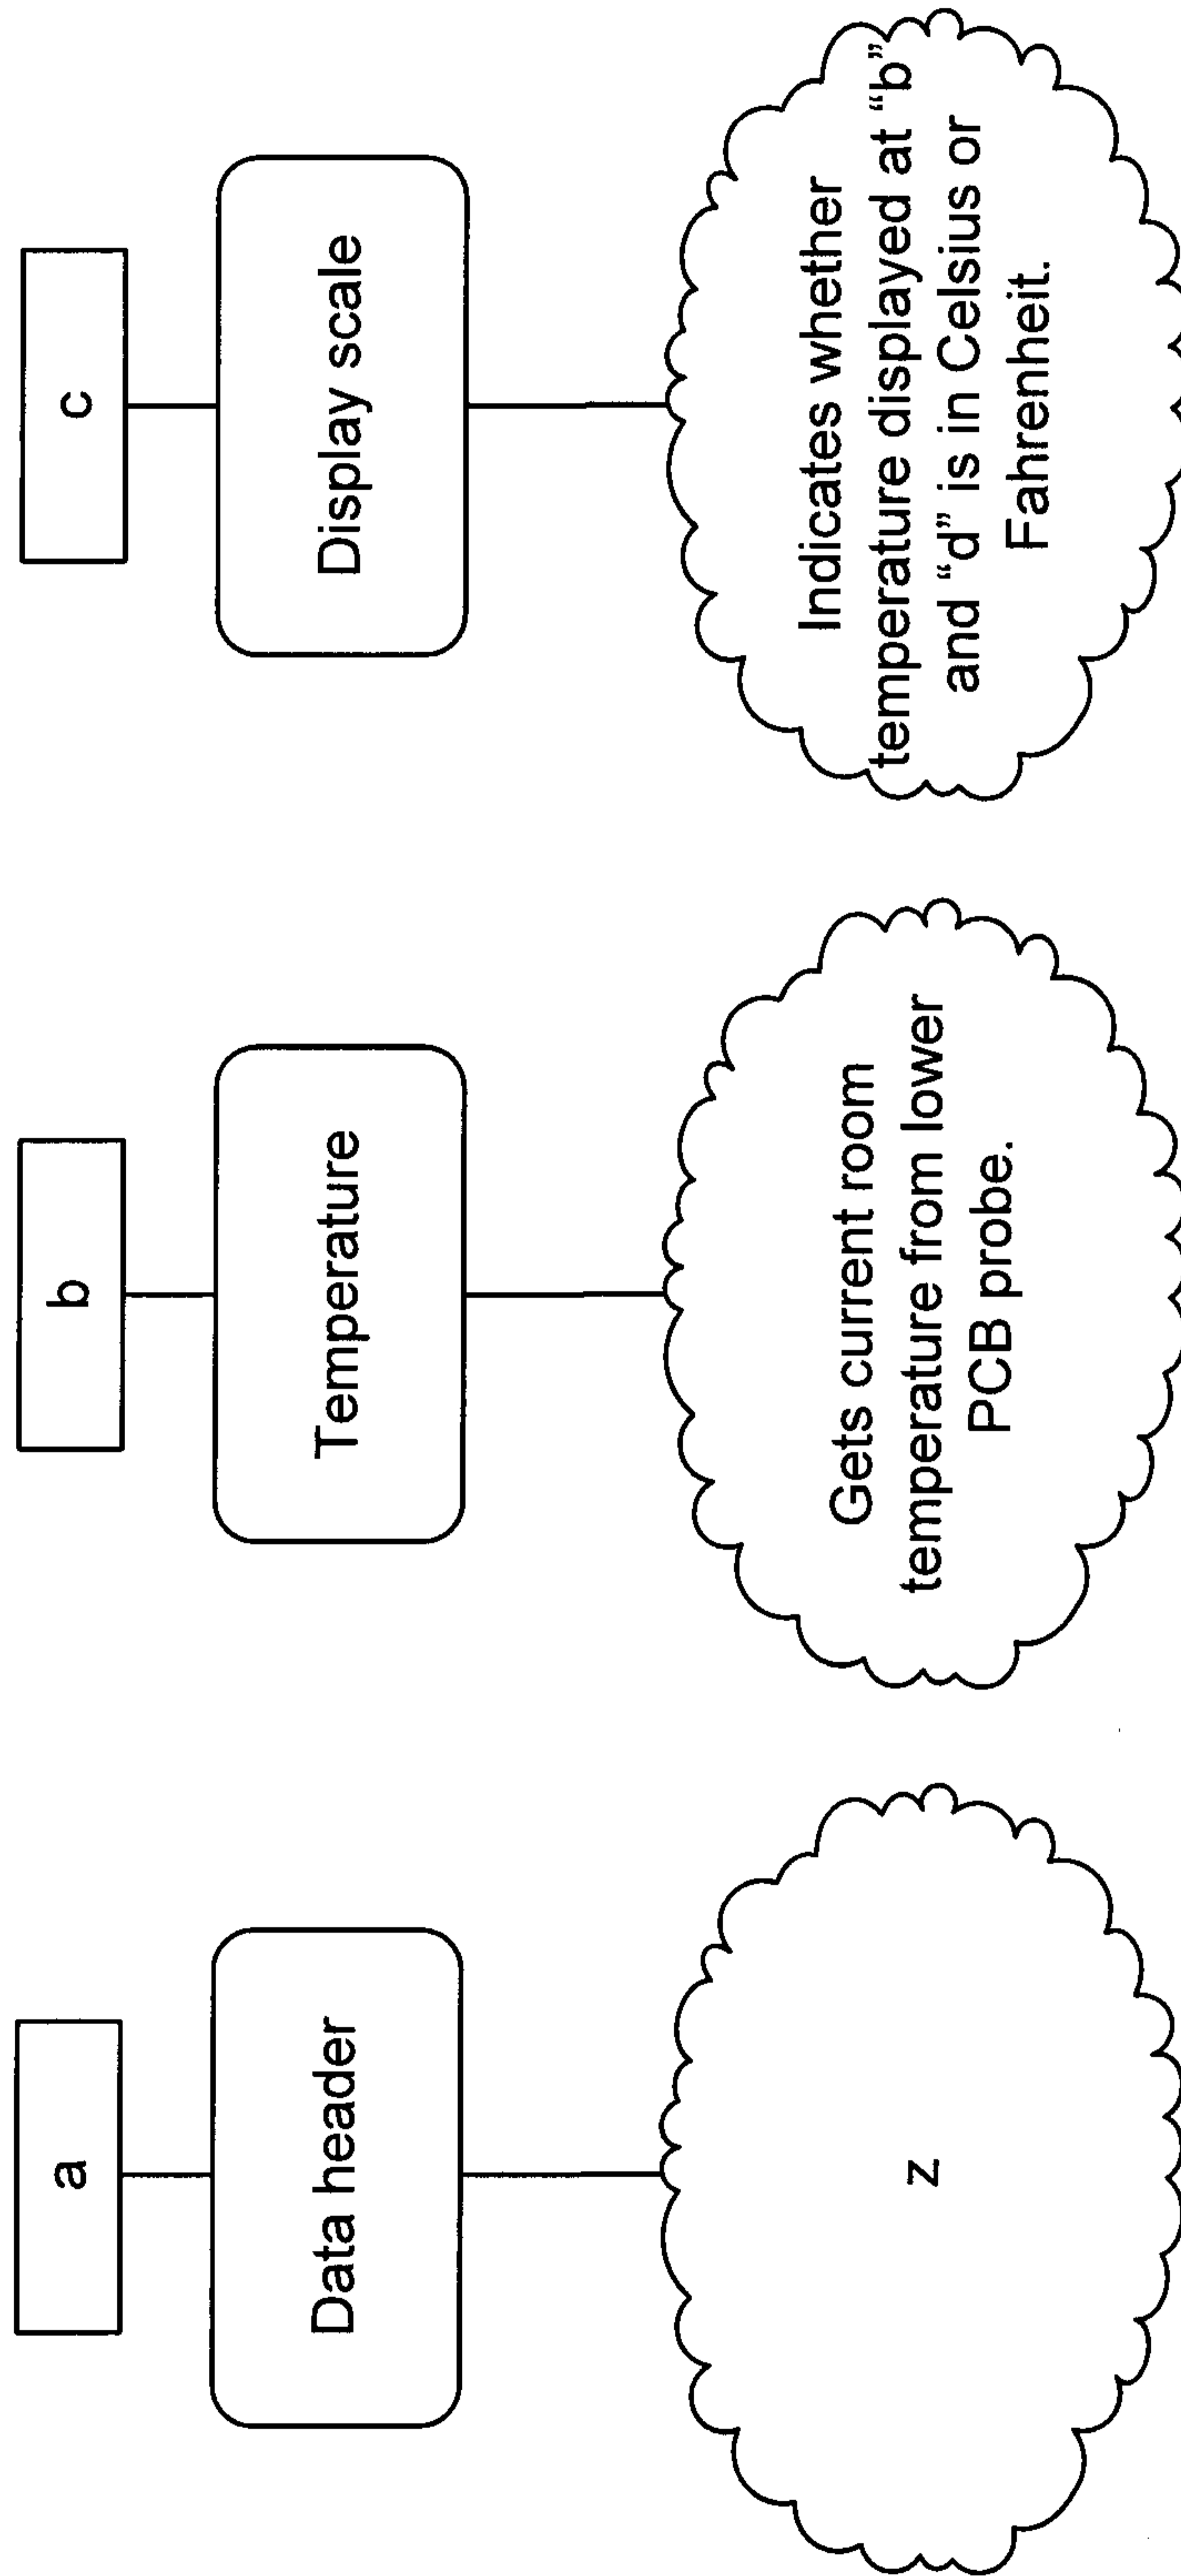 a
Data header
N
b
Temperature
Gets current room
temperature from lower
PCB probe.
c
Display scale
Indicates whether
temperature displayed at “b”
and “d” is in Celsius or
Fahrenheit.